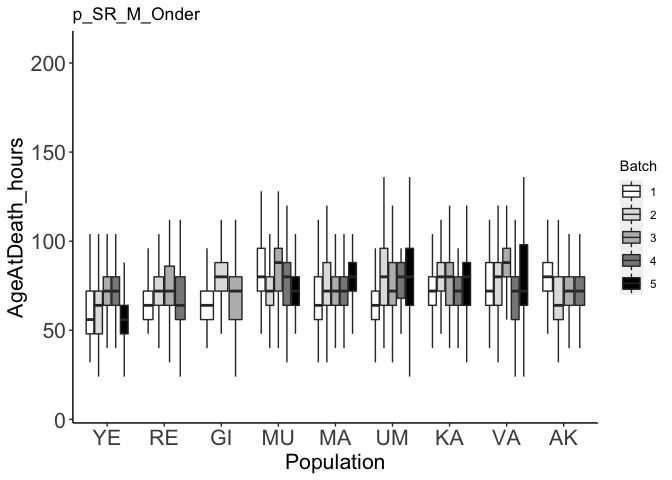 p_SR_M_Onder
AgeAtDeath_hours
200
150
100
50
0
YE RE GI MU MA UM KA VA AK
Population
Batch
1
2
3
4
5